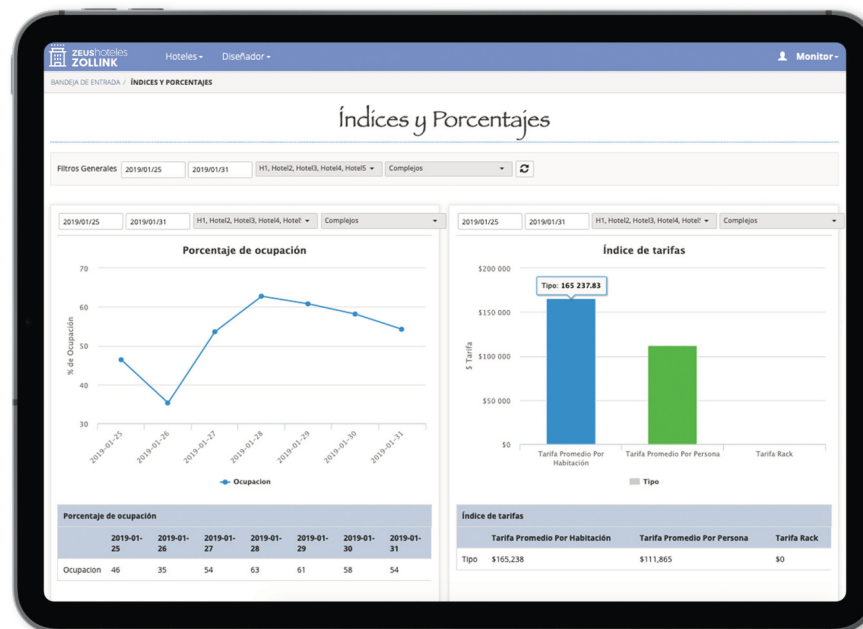 ZEUShoteles
ZOLLINK
Hoteles
Diseñador
Monitor
BANDEJA DE ENTRADA / ÍNDICES Y PORCENTAJES
Índices y Porcentajes
Filtros Generales 2019/01/25 2019/01/31 H1, Hotel2, Hotel3, Hotel4, Hotel5 Complejos
2019/01/25 2019/01/31 H1, Hotel2, Hotel3, Hotel4, Hotel! Complejos
Porcentaje de ocupación
70
60
50
40
30
% de Ocupación
2019-01-25 2019-01-26 2019-01-27 2019-01-28 2019-01-29 2019-01-30 2019-01-31
Ocupacion
Porcentaje de ocupación
2019-01-25 2019-01-26 2019-01-27 2019-01-28 2019-01-29 2019-01-30 2019-01-31
Ocupacion 46 35 54 63 61 58 54
2019/01/25 2019/01/31 H1, Hotel2, Hotel3, Hotel4, Hotel! Complejos
Índice de tarifas
$200 000
Tipo: 165 237.83
$150 000
$100 000
$50 000
$0
$ Tarifa
Tarifa Promedio Por Habitación Tarifa Promedio Por Persona Tarifa Rack
Tipo
Índice de tarifas
Tarifa Promedio Por Habitación Tarifa Promedio Por Persona Tarifa Rack
Tipo $165,238 $111,865 $0